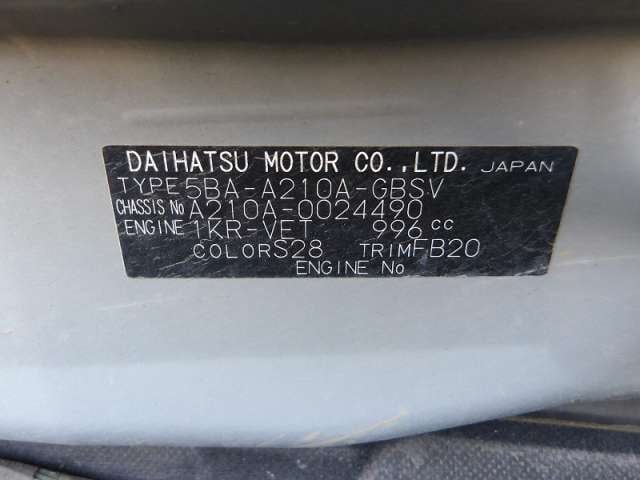 DAIHATSU MOTOR CO.,LTD. JAPAN
TYPE 5BA-A210A-GBSV
CHASSIS No A210A-0024490
ENGINE 1KR-VET 996 cc
COLOR S28 TRIM FB20
ENGINE No